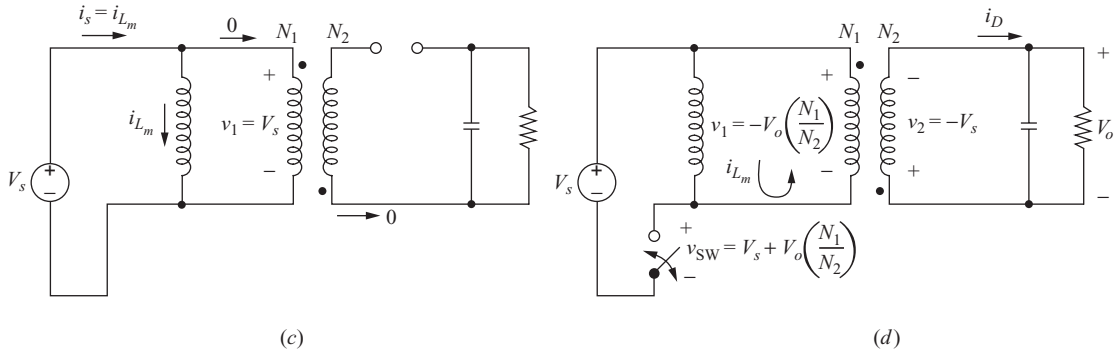 i_s = i_{L_m}
0
N_1 N_2
+
i_{L_m}
v_1 = V_s
−
V_s
+
−
0
(c)
i_D
N_1 N_2
+
−
+
v_1 = −V_o(N_1/N_2)
v_2 = −V_s
V_o
i_{L_m}
−
+
−
V_s
+
−
+
v_SW = V_s + V_o(N_1/N_2)
−
(d)